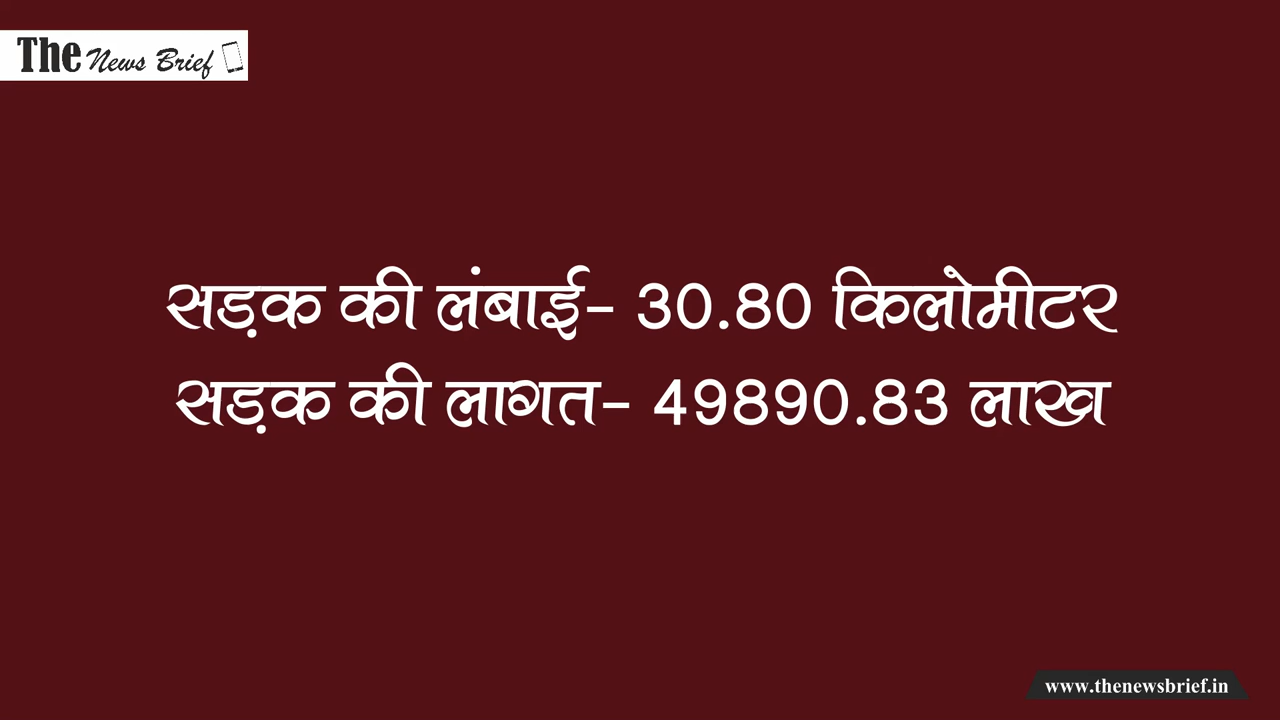 The News Brief
सड़क की लंबाई- 30.80 किलोमीटर
सड़क की लागत- 49890.83 लाख
www.thenewsbrief.in